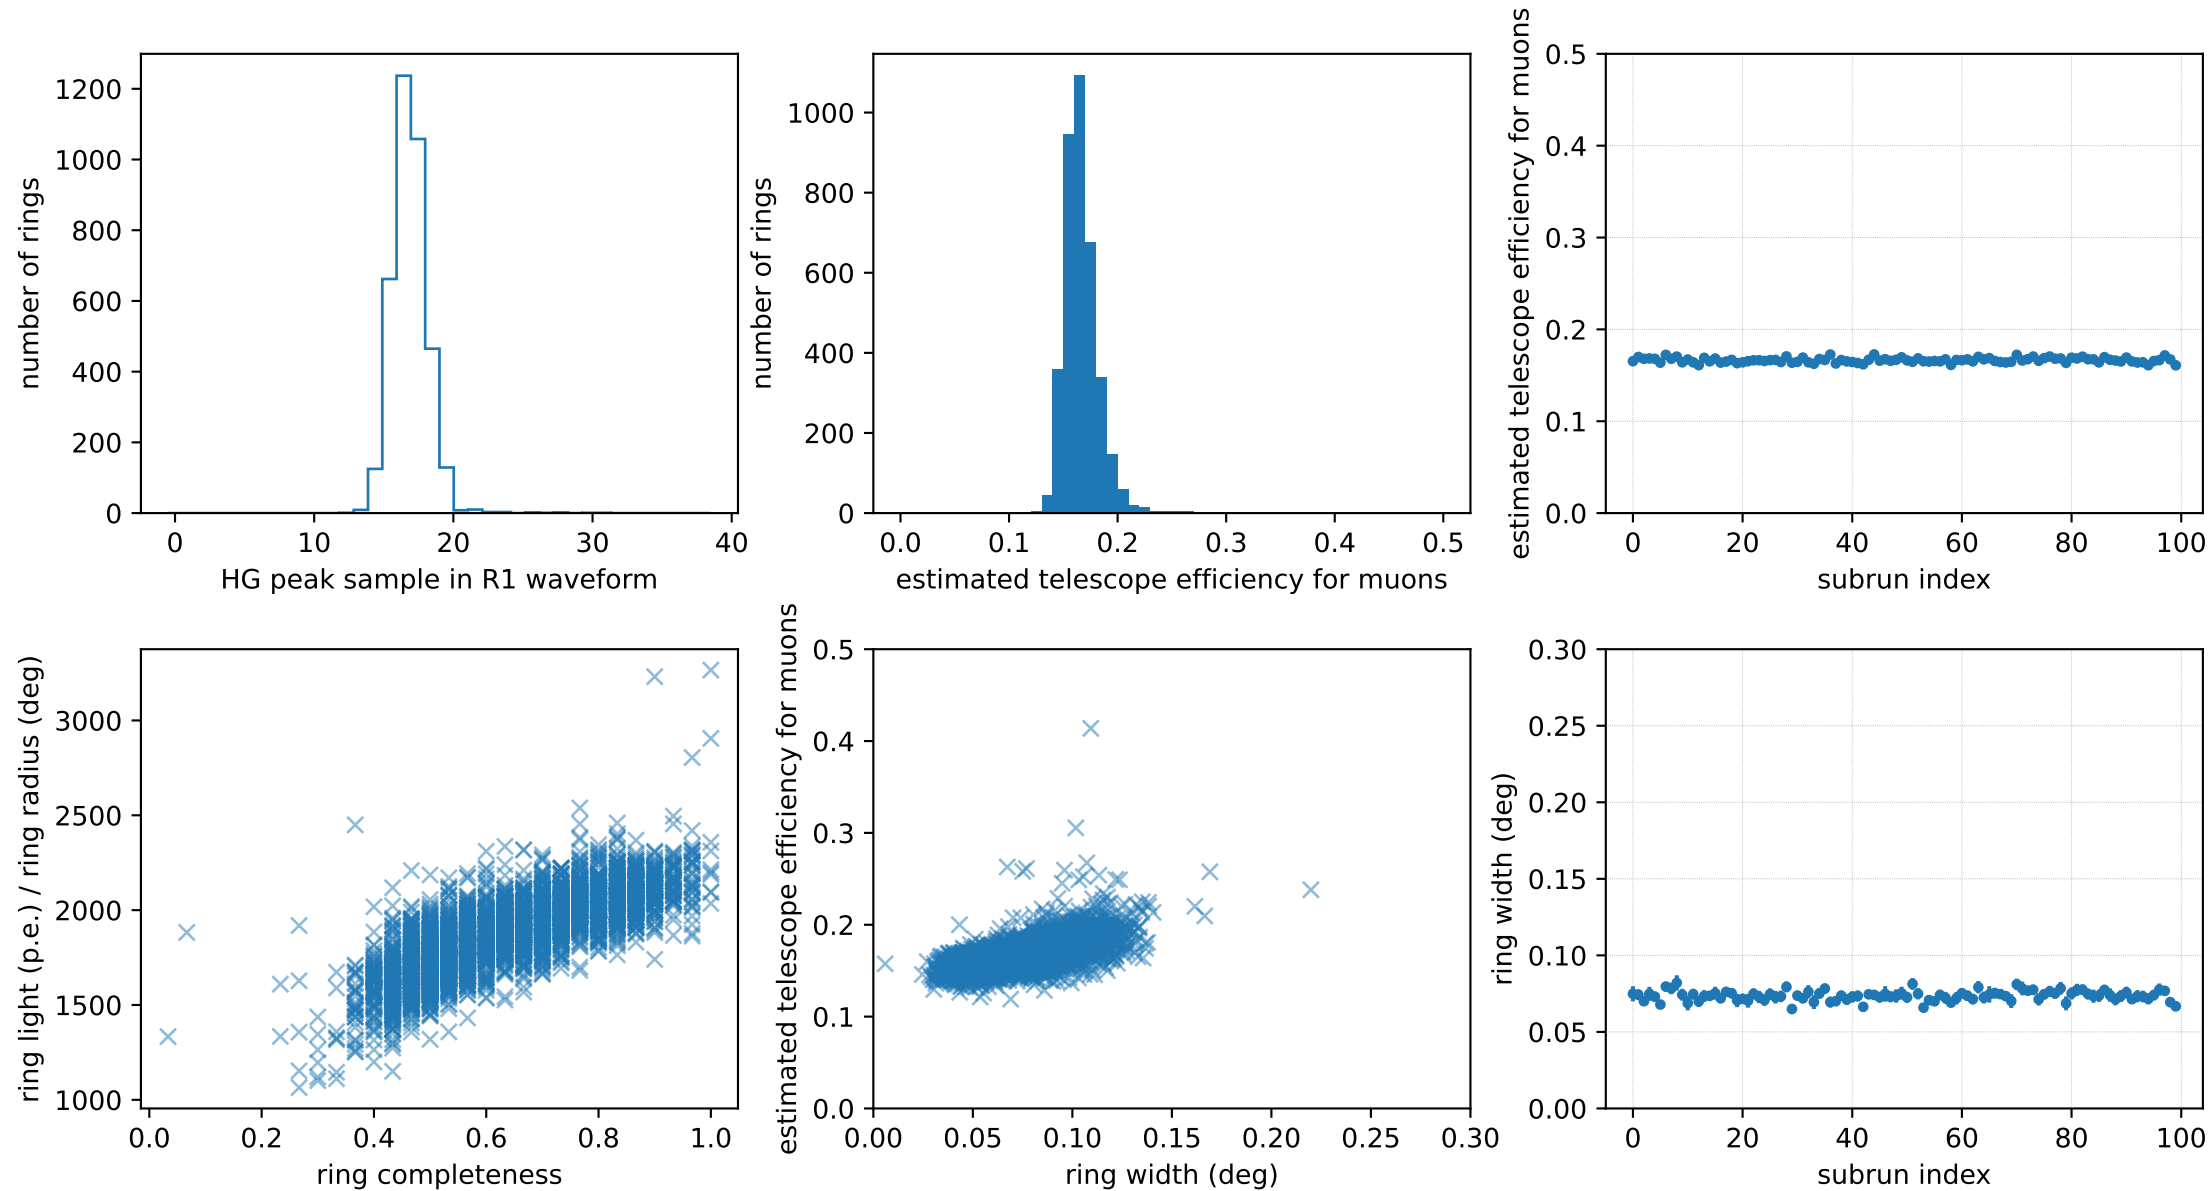 number of rings
1200
1000
800
600
400
200
0
0 10 20 30 40
HG peak sample in R1 waveform
number of rings
1000
800
600
400
200
0
0.0 0.1 0.2 0.3 0.4 0.5
estimated telescope efficiency for muons
estimated telescope efficiency for muons
0.5
0.4
0.3
0.2
0.1
0.0
0 20 40 60 80 100
subrun index
ring light (p.e.) / ring radius (deg)
3000
2500
2000
1500
1000
0.0 0.2 0.4 0.6 0.8 1.0
ring completeness
estimated telescope efficiency for muons
0.5
0.4
0.3
0.2
0.1
0.0
0.00 0.05 0.10 0.15 0.20 0.25 0.30
ring width (deg)
ring width (deg)
0.30
0.25
0.20
0.15
0.10
0.05
0.00
0 20 40 60 80 100
subrun index